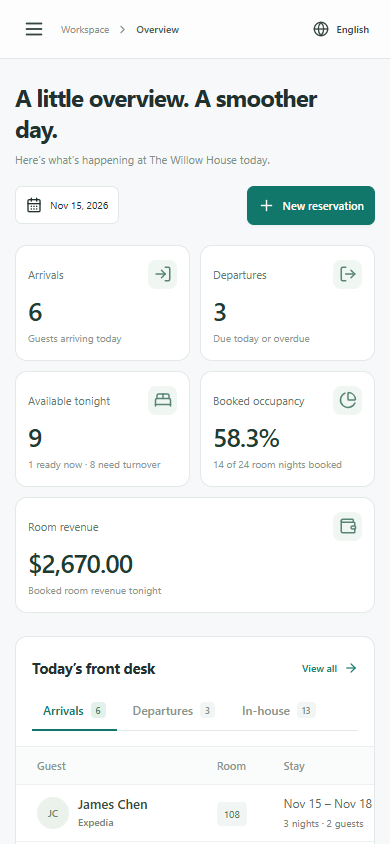 Workspace > Overview
English
A little overview. A smoother
day.
Here's what's happening at The Willow House today.
Nov 15, 2026
New reservation
Arrivals
6
Guests arriving today
Departures
3
Due today or overdue
Available tonight
9
1 ready now · 8 need turnover
Booked occupancy
58.3%
14 of 24 room nights booked
Room revenue
$2,670.00
Booked room revenue tonight
Today's front desk
View all
Arrivals 6 Departures 3 In-house 13
Guest Room Stay
JC
James Chen
Expedia
108
Nov 15 – Nov 18
3 nights · 2 guests